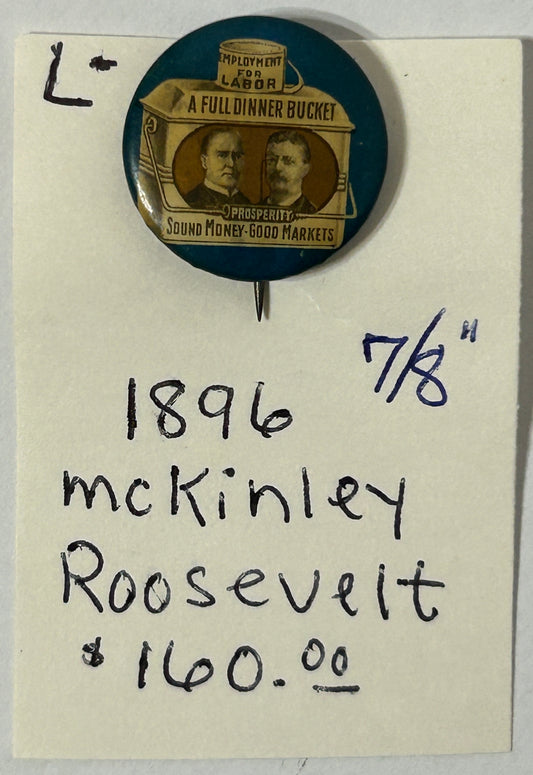 L-
EMPLOYMENT
FOR
LABOR
A FULL DINNER BUCKET
PROSPERITY
SOUND MONEY-GOOD MARKETS
7/8"
1896
McKinley
Roosevelt
$160.00